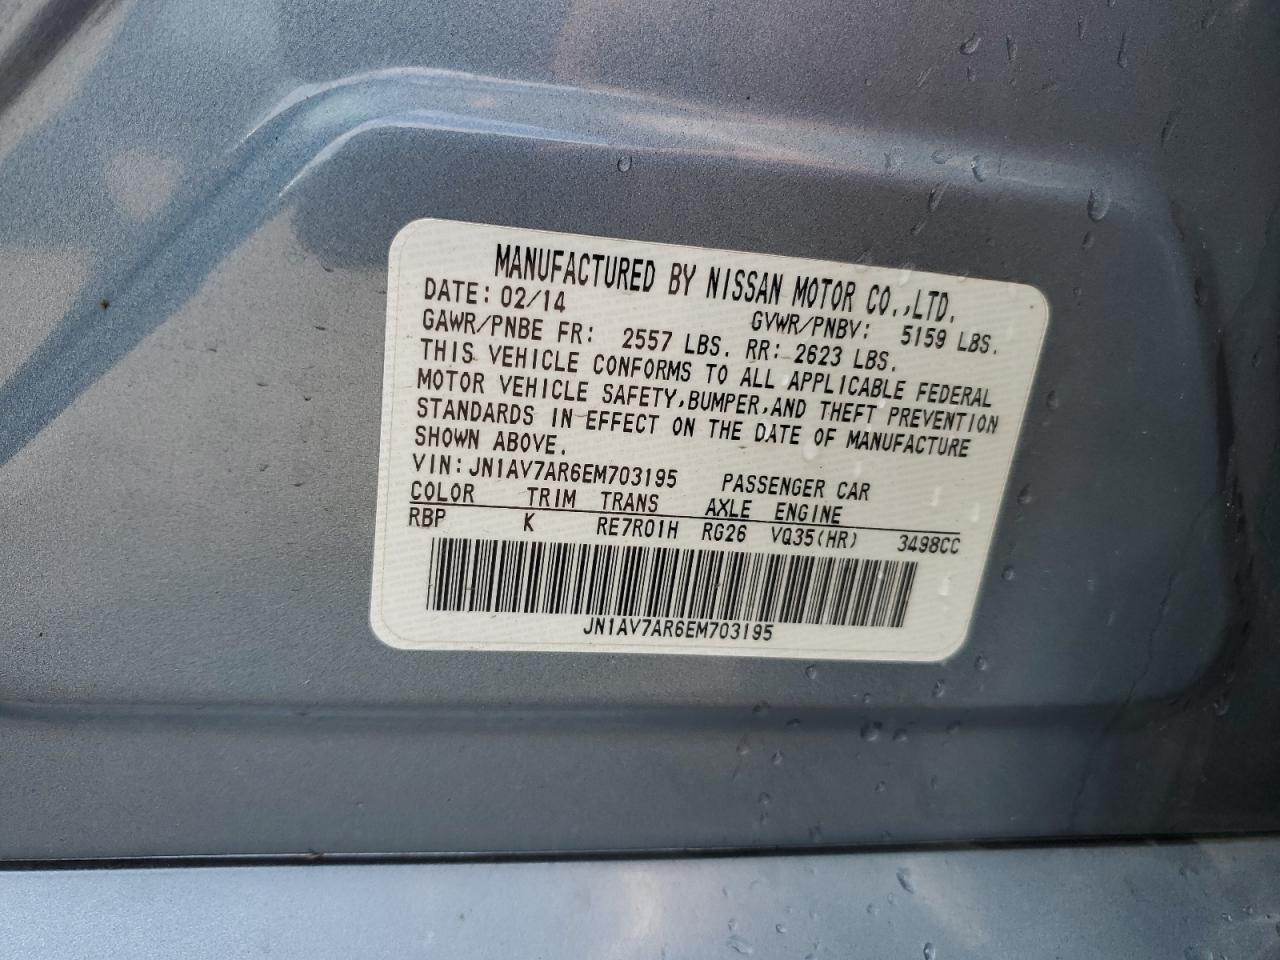 MANUFACTURED BY NISSAN MOTOR CO.,LTD.
DATE: 02/14 GVWR/PNBV: 5159 LBS.
GAWR/PNBE FR: 2557 LBS. RR: 2623 LBS.
THIS VEHICLE CONFORMS TO ALL APPLICABLE FEDERAL
MOTOR VEHICLE SAFETY,BUMPER,AND THEFT PREVENTION
STANDARDS IN EFFECT ON THE DATE OF MANUFACTURE
SHOWN ABOVE.
VIN: JN1AV7AR6EM703195 PASSENGER CAR
COLOR TRIM TRANS AXLE ENGINE
RBP K RE7R01H RG26 VQ35(HR) 3498CC
JN1AV7AR6EM703195